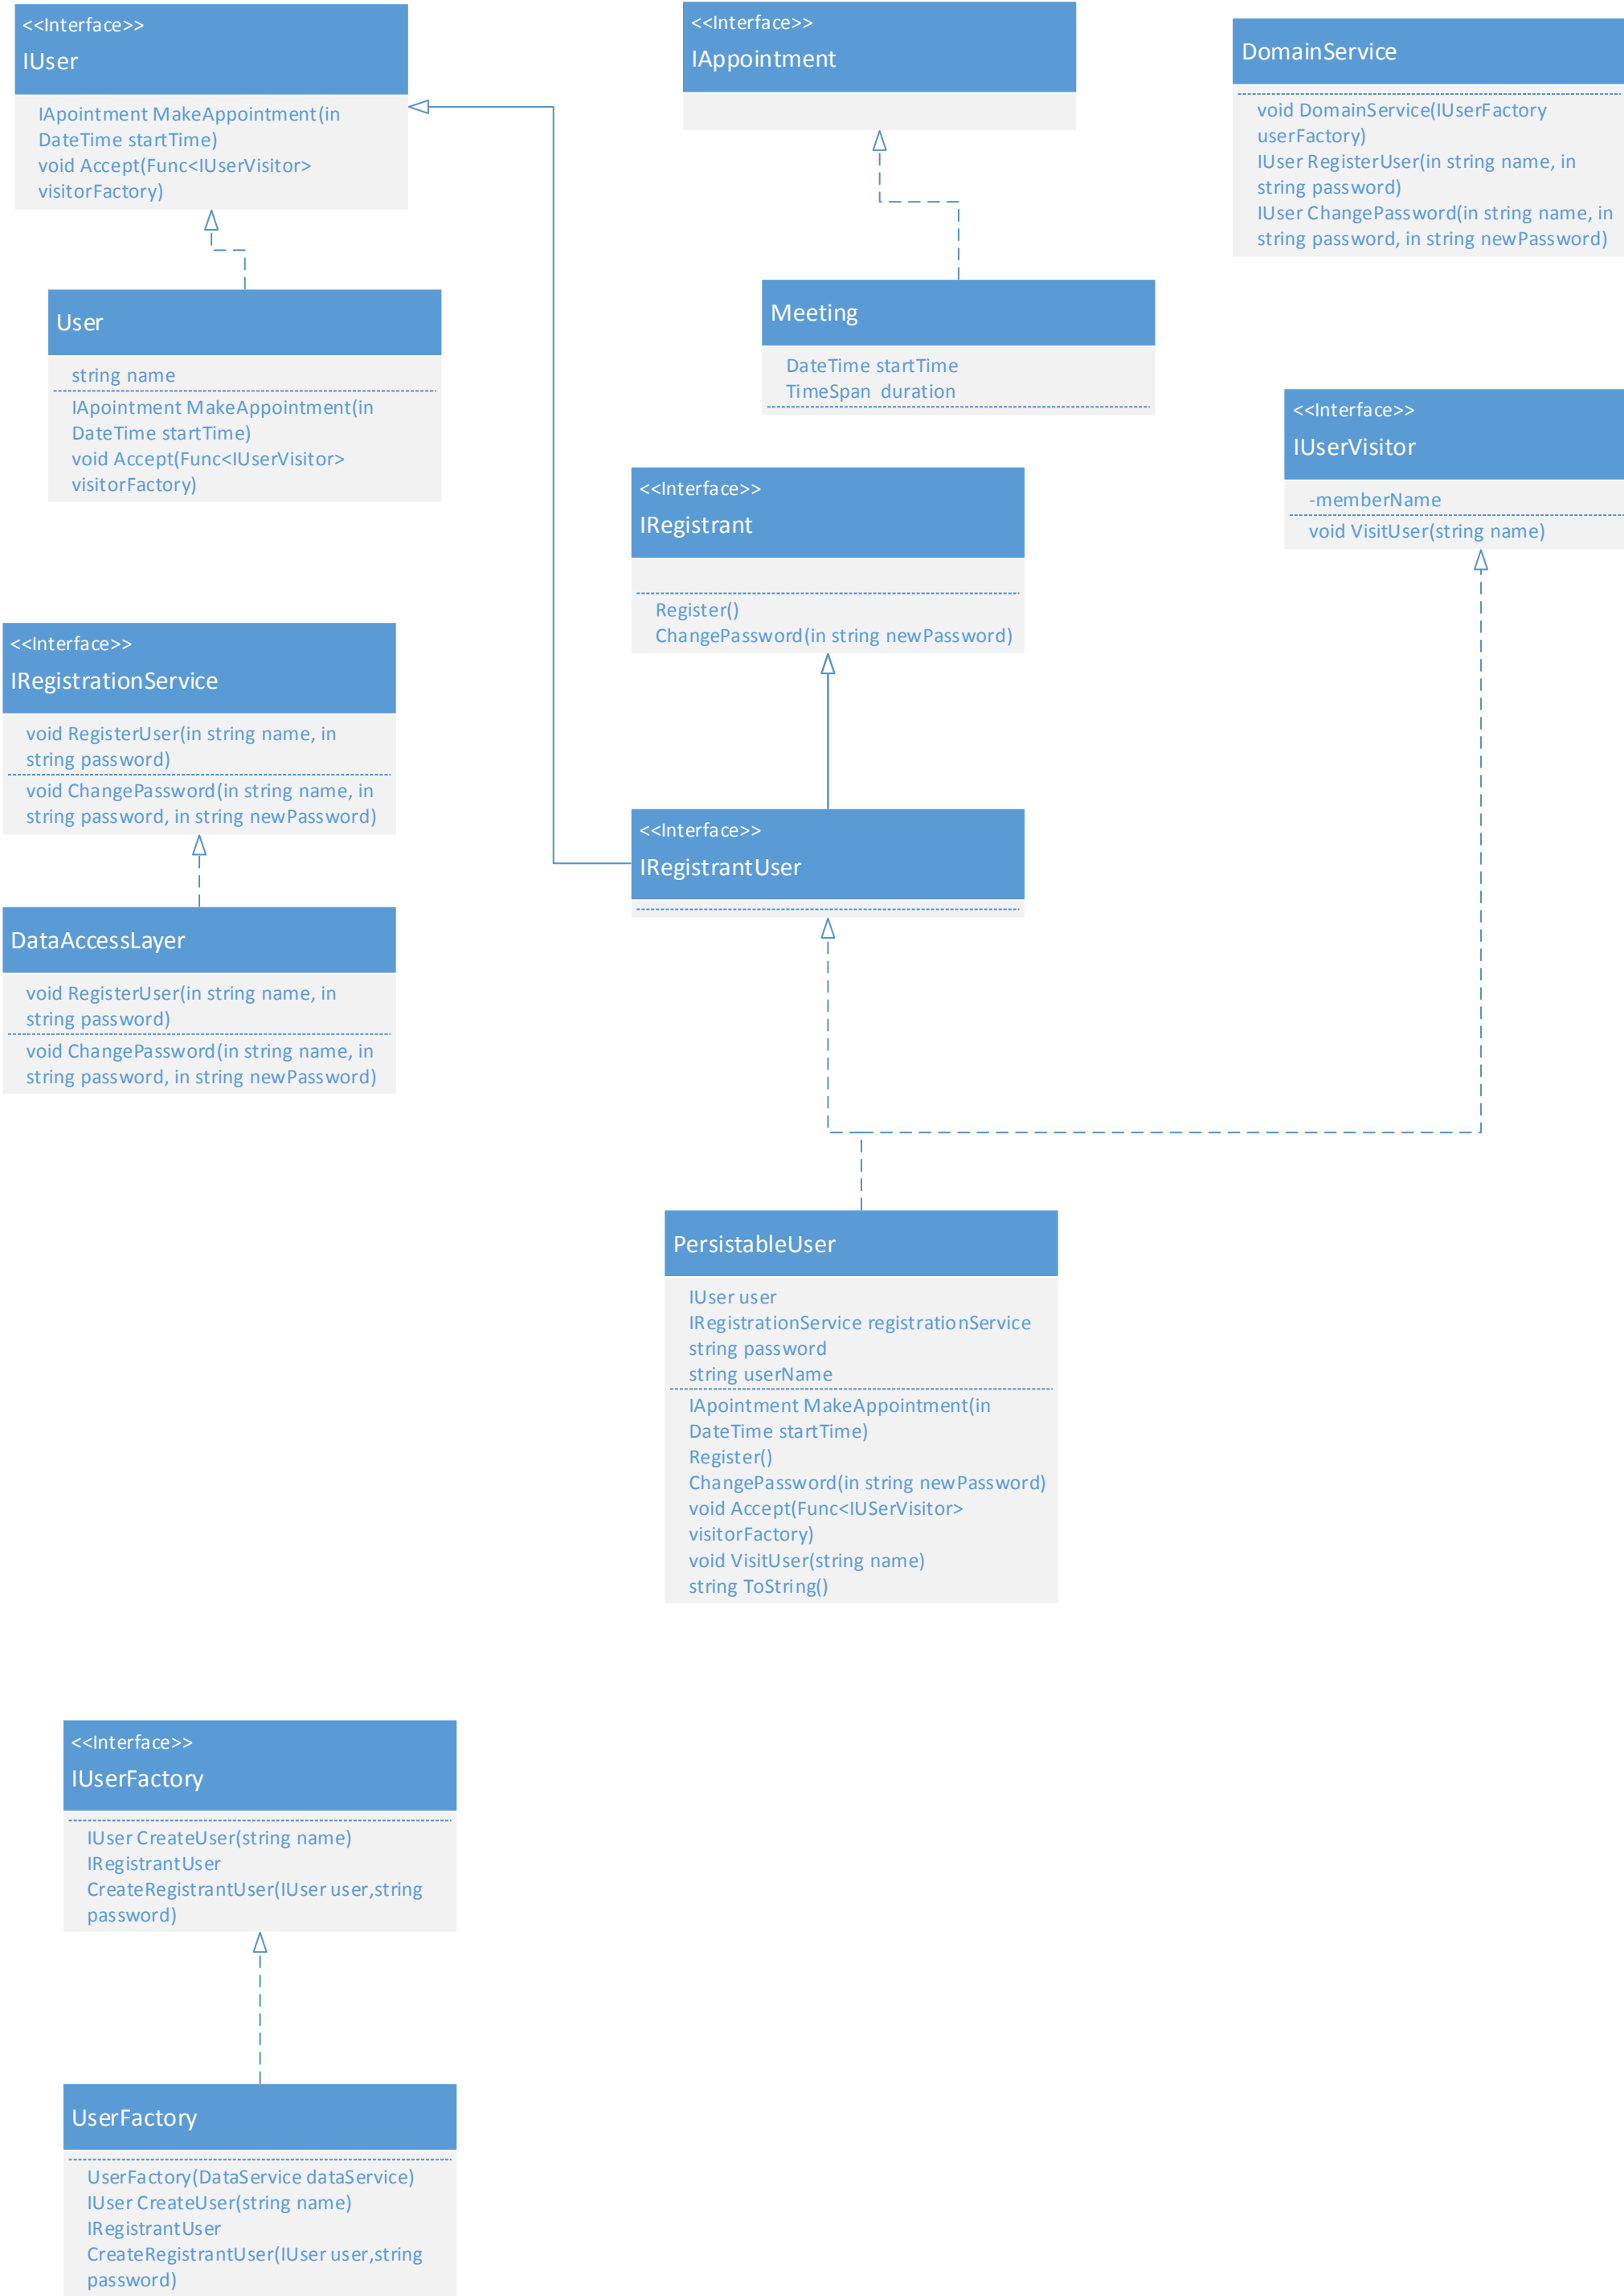 <<Interface>>
IUser
IApointment MakeAppointment(in
DateTime startTime)
void Accept(Func<IUserVisitor>
visitorFactory)
<<Interface>>
IAppointment
DomainService
void DomainService(IUserFactory
userFactory)
IUser RegisterUser(in string name, in
string password)
IUser ChangePassword(in string name, in
string password, in string newPassword)
User
string name
IApointment MakeAppointment(in
DateTime startTime)
void Accept(Func<IUserVisitor>
visitorFactory)
Meeting
DateTime startTime
TimeSpan duration
<<Interface>>
IUserVisitor
-memberName
void VisitUser(string name)
<<Interface>>
IRegistrant
Register()
ChangePassword(in string newPassword)
<<Interface>>
IRegistrationService
void RegisterUser(in string name, in
string password)
void ChangePassword(in string name, in
string password, in string newPassword)
<<Interface>>
IRegistrantUser
DataAccessLayer
void RegisterUser(in string name, in
string password)
void ChangePassword(in string name, in
string password, in string newPassword)
PersistableUser
IUser user
IRegistrationService registrationService
string password
string userName
IApointment MakeAppointment(in
DateTime startTime)
Register()
ChangePassword(in string newPassword)
void Accept(Func<IUSerVisitor>
visitorFactory)
void VisitUser(string name)
string ToString()
<<Interface>>
IUserFactory
IUser CreateUser(string name)
IRegistrantUser
CreateRegistrantUser(IUser user,string
password)
UserFactory
UserFactory(DataService dataService)
IUser CreateUser(string name)
IRegistrantUser
CreateRegistrantUser(IUser user,string
password)